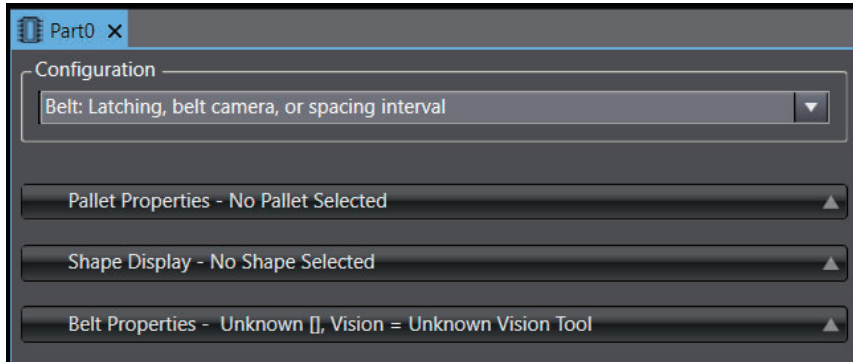 Part0
Configuration
Belt: Latching, belt camera, or spacing interval
Pallet Properties - No Pallet Selected
Shape Display - No Shape Selected
Belt Properties -  Unknown [], Vision = Unknown Vision Tool